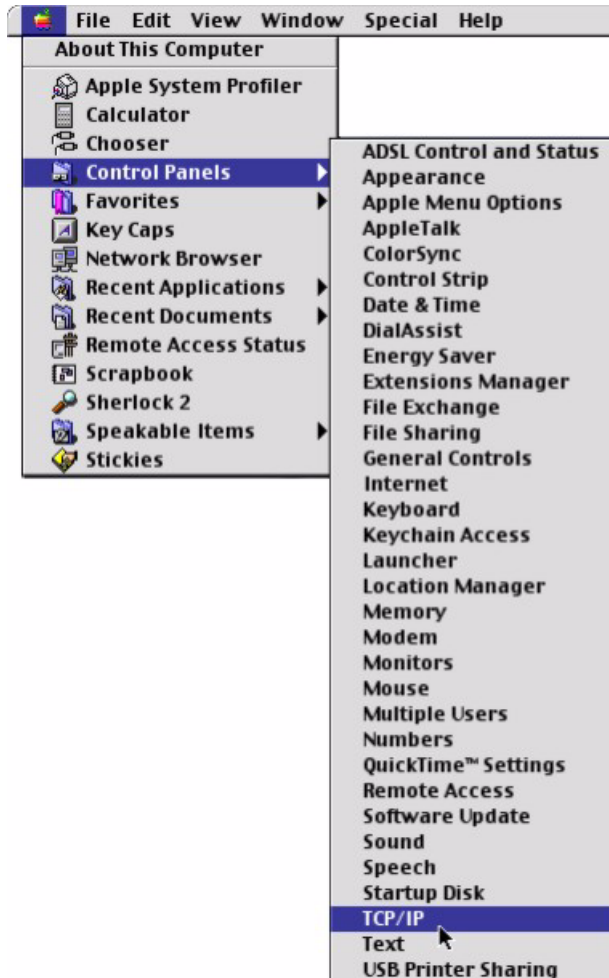 File Edit View Window Special Help
About This Computer
Apple System Profiler
Calculator
Chooser
Control Panels
Favorites
Key Caps
Network Browser
Recent Applications
Recent Documents
Remote Access Status
Scrapbook
Sherlock 2
Speakable Items
Stickies
ADSL Control and Status
Appearance
Apple Menu Options
AppleTalk
ColorSync
Control Strip
Date & Time
DialAssist
Energy Saver
Extensions Manager
File Exchange
File Sharing
General Controls
Internet
Keyboard
Keychain Access
Launcher
Location Manager
Memory
Modem
Monitors
Mouse
Multiple Users
Numbers
QuickTime™ Settings
Remote Access
Software Update
Sound
Speech
Startup Disk
TCP/IP
Text
USB Printer Sharing